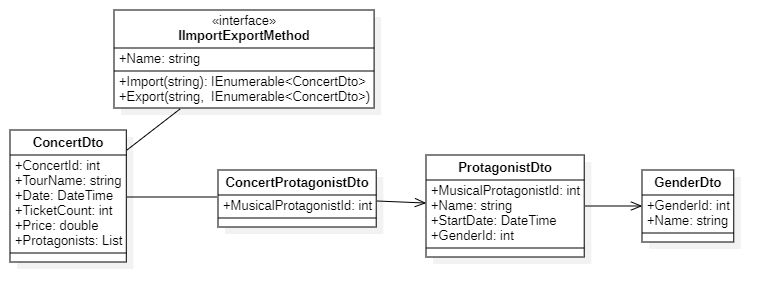 «interface»
IImportExportMethod
+Name: string
+Import(string): IEnumerable<ConcertDto>
+Export(string, IEnumerable<ConcertDto>)
ConcertDto
+ConcertId: int
+TourName: string
+Date: DateTime
+TicketCount: int
+Price: double
+Protagonists: List
ConcertProtagonistDto
+MusicalProtagonistId: int
ProtagonistDto
+MusicalProtagonistId: int
+Name: string
+StartDate: DateTime
+GenderId: int
GenderDto
+GenderId: int
+Name: string